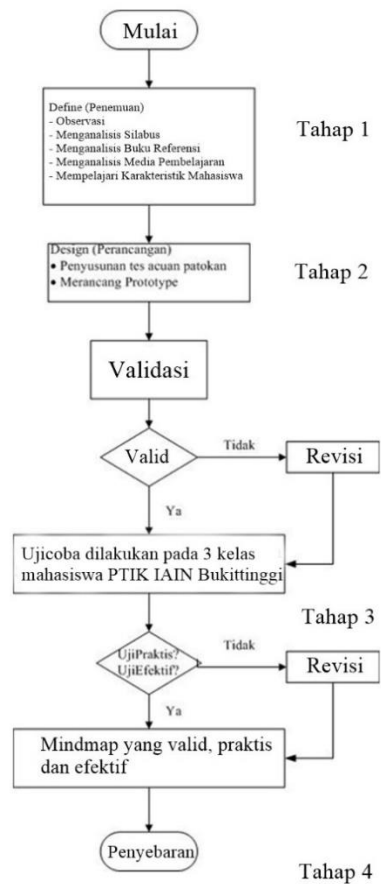 Mulai
Define (Penemuan)
- Observasi
- Menganalisis Silabus
- Menganalisis Buku Referensi
- Menganalisis Media Pembelajaran
- Mempelajari Karakteristik Mahasiswa
Tahap 1
Design (Perancangan)
• Penyusunan tes acuan patokan
• Merancang Prototype
Tahap 2
Validasi
Valid
Tidak
Revisi
Ya
Ujicoba dilakukan pada 3 kelas
mahasiswa PTIK IAIN Bukittinggi
Tahap 3
UjiPraktis?
UjiEfektif?
Tidak
Revisi
Ya
Mindmap yang valid, praktis
dan efektif
Penyebaran
Tahap 4